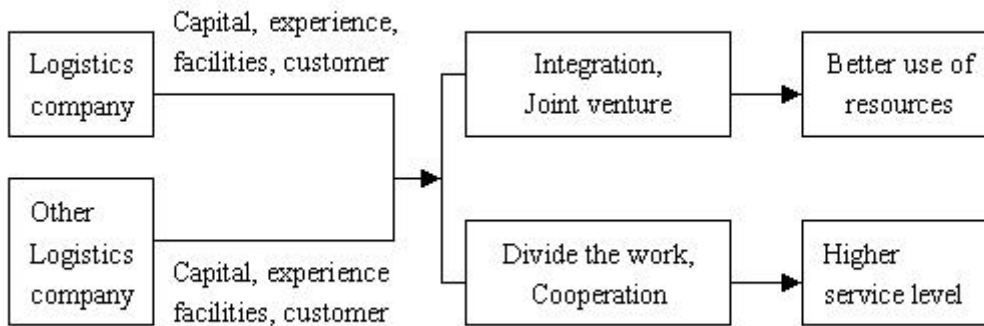 Logistics
company
Capital, experience,
facilities, customer
Integration,
Joint venture
Better use of
resources
Other
Logistics
company
Capital, experience
facilities, customer
Divide the work,
Cooperation
Higher
service level